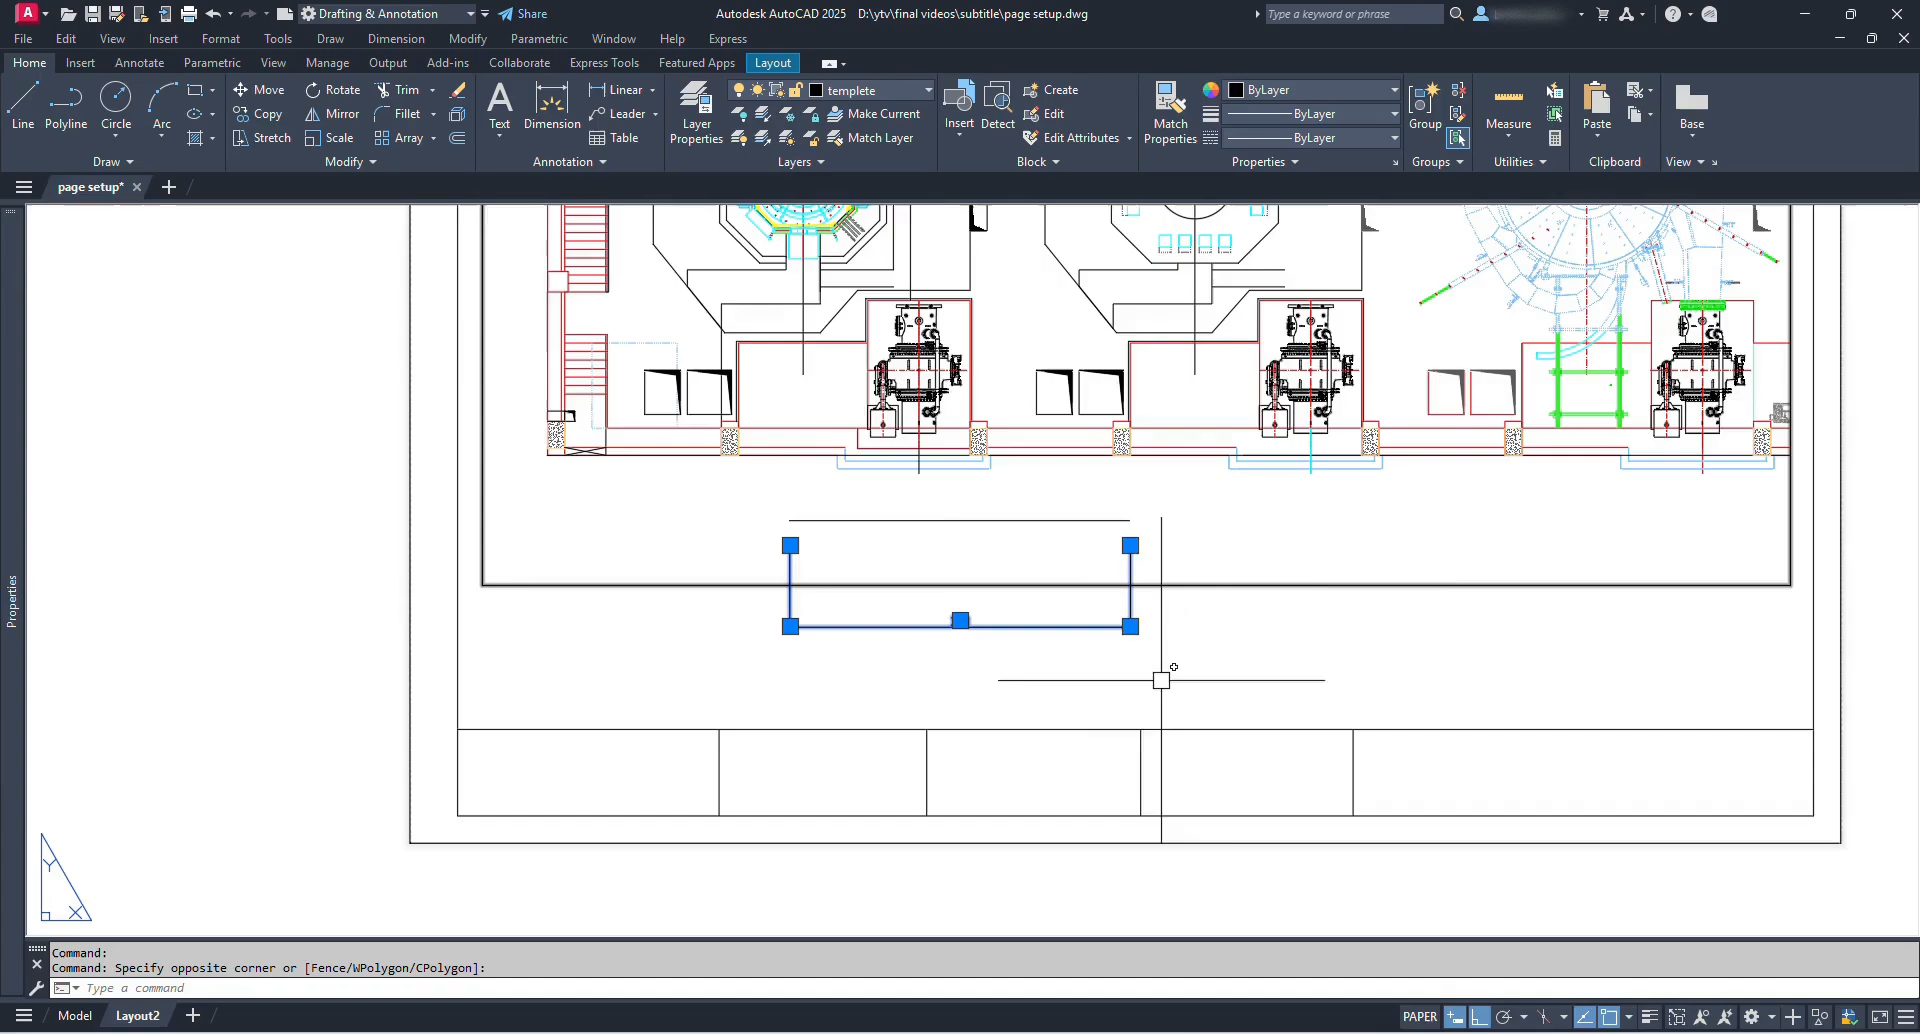 Drafting & Annotation
Share
Autodesk AutoCAD 2025 D:\ytv\final videos\subtitle\page setup.dwg
Type a keyword or phrase
File Edit View Insert Format Tools Draw Dimension Modify Parametric Window Help Express
Home Insert Annotate Parametric View Manage Output Add-ins Collaborate Express Tools Featured Apps Layout
Line
Polyline
Circle
Arc
Draw
Move
Rotate
Trim
Copy
Mirror
Fillet
Stretch
Scale
Array
Modify
Text
Dimension
Linear
Leader
Table
Annotation
Layer
Properties
templete
Make Current
Match Layer
Layers
Insert
Detect
Create
Edit
Edit Attributes
Block
Match
Properties
ByLayer
ByLayer
ByLayer
Properties
Group
Groups
Measure
Utilities
Paste
Clipboard
Base
View
page setup*
Properties
Y
X
Command:
Command: Specify opposite corner or [Fence/WPolygon/CPolygon]:
Type a command
Model
Layout2
PAPER